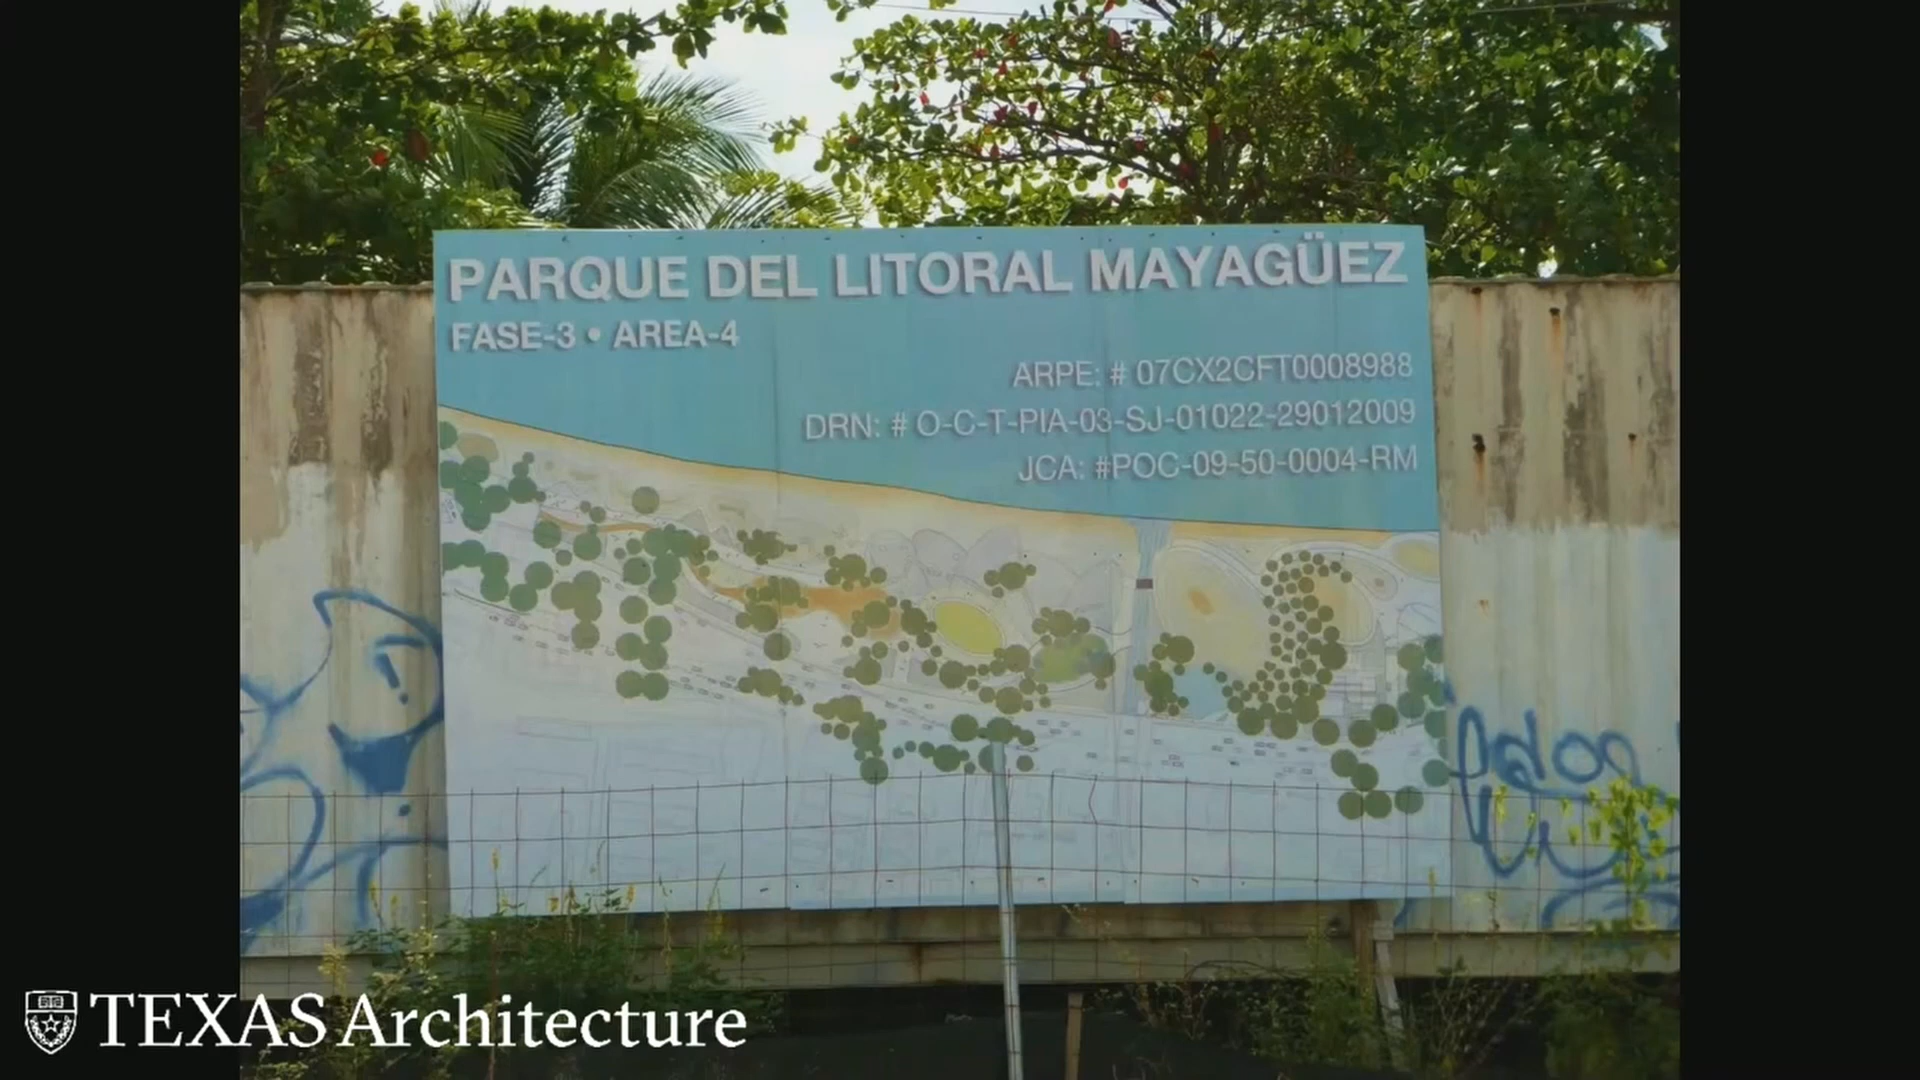 PARQUE DEL LITORAL MAYAGÜEZ
FASE-3 • AREA-4
ARPE: # 07CX2CFT0008988
DRN: # O-C-T-PIA-03-SJ-01022-29012009
JCA: #POC-09-50-0004-RM
TEXAS Architecture